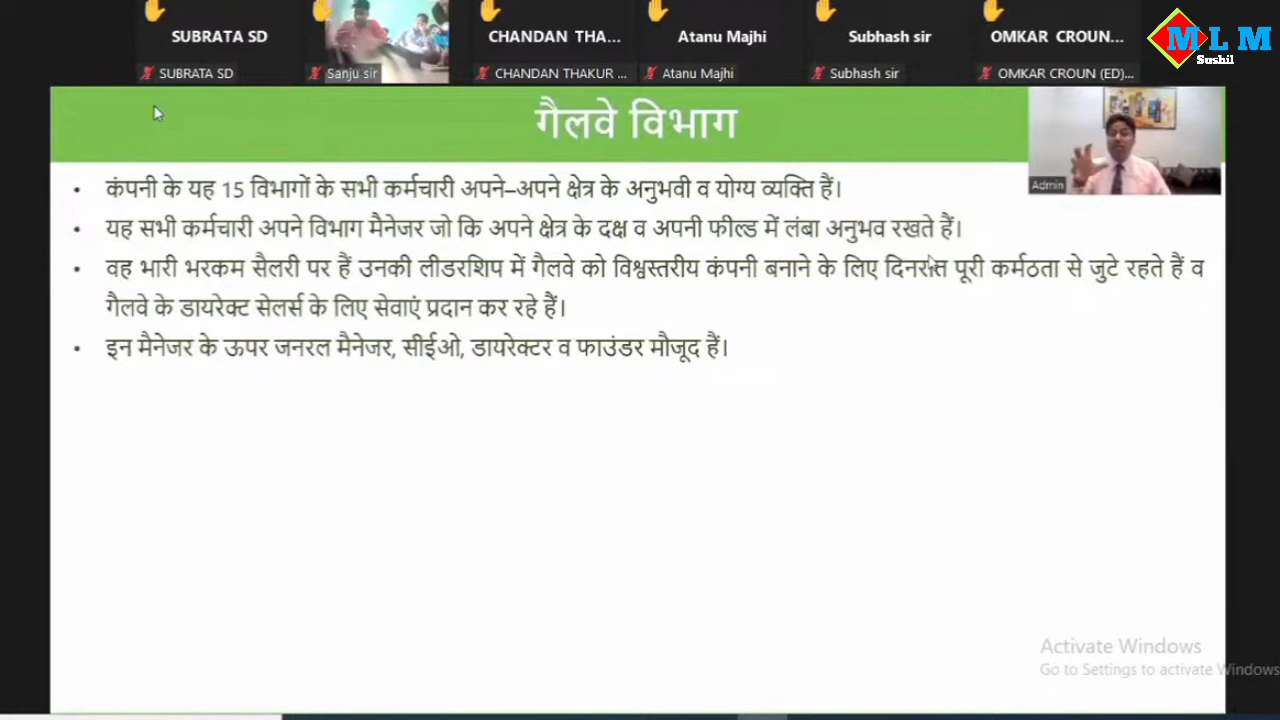 SUBRATA SD
CHANDAN THA...
Atanu Majhi
Subhash sir
OMKAR CROUN...
SUBRATA SD
Sanju sir
CHANDAN THAKUR ...
Atanu Majhi
Subhash sir
OMKAR CROUN (ED)...
M L M
Sushil
गैलवे विभाग
Admin
• कंपनी के यह 15 विभागों के सभी कर्मचारी अपने–अपने क्षेत्र के अनुभवी व योग्य व्यक्ति हैं।
• यह सभी कर्मचारी अपने विभाग मैनेजर जो कि अपने क्षेत्र के दक्ष व अपनी फील्ड में लंबा अनुभव रखते हैं।
• वह भारी भरकम सैलरी पर हैं उनकी लीडरशिप में गैलवे को विश्वस्तरीय कंपनी बनाने के लिए दिनरात पूरी कर्मठता से जुटे रहते हैं व
गैलवे के डायरेक्ट सेलर्स के लिए सेवाएं प्रदान कर रहे हैं।
• इन मैनेजर के ऊपर जनरल मैनेजर, सीईओ, डायरेक्टर व फाउंडर मौजूद हैं।
Activate Windows
Go to Settings to activate Windows